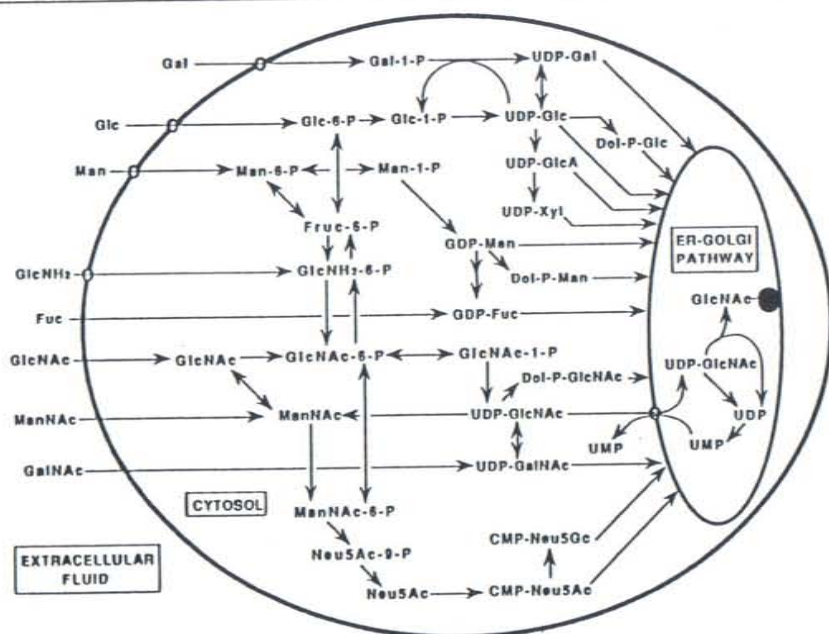 Gal Gal-1-P UDP-Gal
Glc Glc-6-P Glc-1-P UDP-Glc
Dol-P-Glc
Man Man-6-P Man-1-P UDP-GlcA
UDP-Xyl
Fruc-6-P
GDP-Man ER-GOLGI
PATHWAY
GlcNH₂ GlcNH₂-6-P Dol-P-Man
GlcNAc
Fuc GDP-Fuc
GlcNAc GlcNAc GlcNAc-6-P GlcNAc-1-P
UDP-GlcNAc
Dol-P-GlcNAc
ManNAc ManNAc UDP-GlcNAc UDP
UMP UMP
GalNAc UDP-GalNAc
CYTOSOL
ManNAc-6-P
EXTRACELLULAR
FLUID
Neu5Ac-9-P
CMP-Neu5Gc
Neu5Ac CMP-Neu5Ac